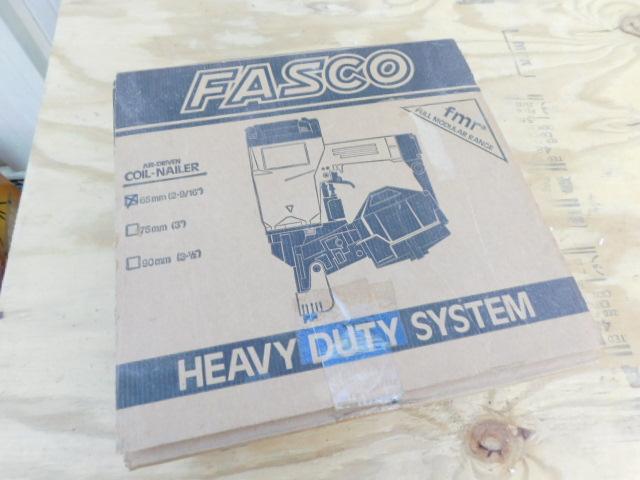 FASCO
fmr
FULL MODULAR RANGE
AIR-DRIVEN
COIL-NAILER
65mm (2-9/16")
75mm (3")
90mm (3-½")
HEAVY DUTY SYSTEM